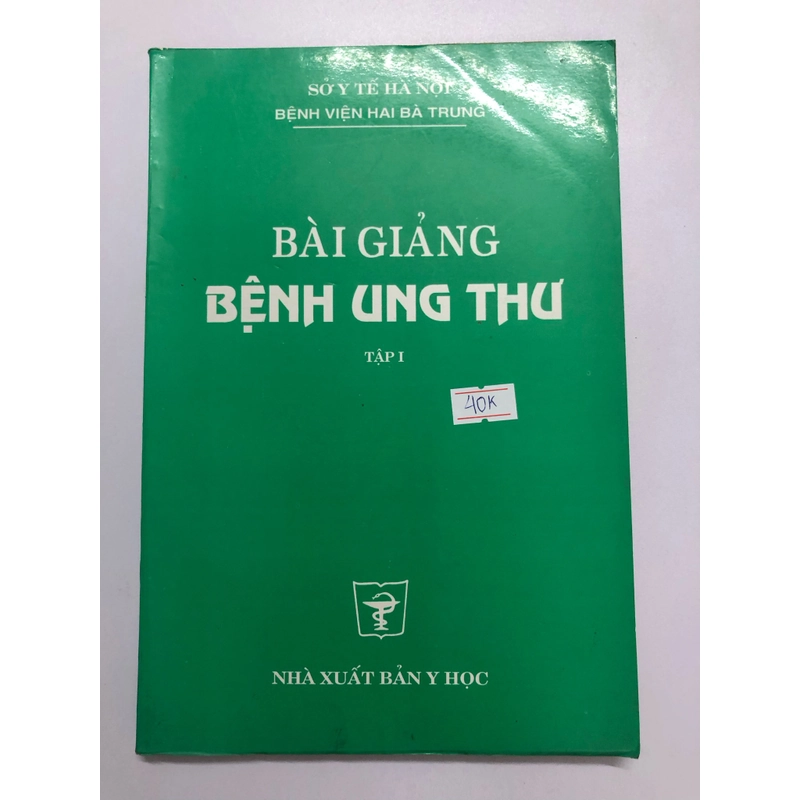 SỞ Y TẾ HÀ NỘI
BỆNH VIỆN HAI BÀ TRƯNG
BÀI GIẢNG
BỆNH UNG THƯ
TẬP I
40K
NHÀ XUẤT BẢN Y HỌC